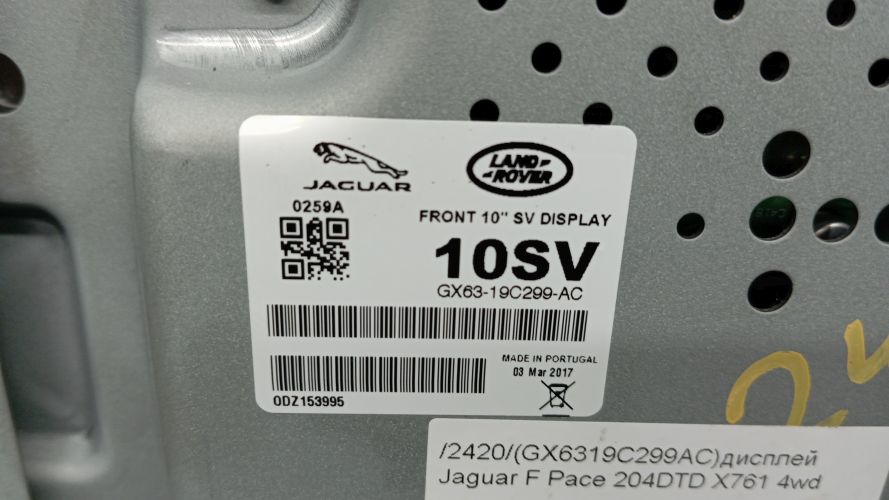 JAGUAR
LAND
ROVER
0259A
FRONT 10" SV DISPLAY
10SV
GX63-19C299-AC
MADE IN PORTUGAL
03 Mar 2017
0DZ153995
/2420/(GX6319C299AC)дисплей
Jaguar F Pace 204DTD X761 4wd